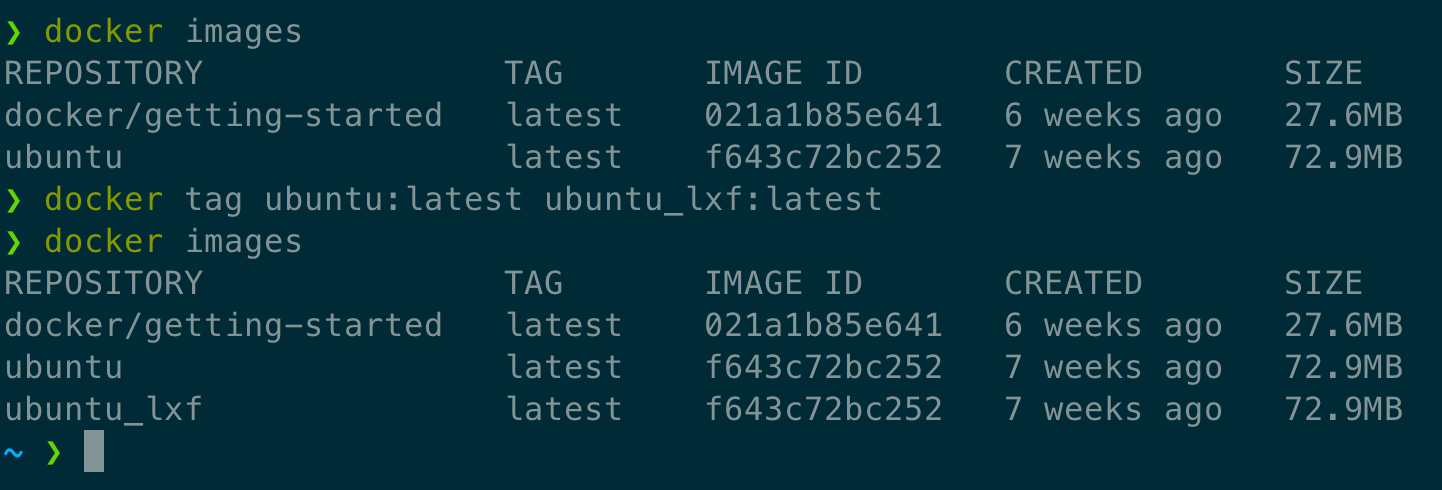 ❯ docker images
REPOSITORY TAG IMAGE ID CREATED SIZE
docker/getting-started latest 021a1b85e641 6 weeks ago 27.6MB
ubuntu latest f643c72bc252 7 weeks ago 72.9MB
❯ docker tag ubuntu:latest ubuntu_lxf:latest
❯ docker images
REPOSITORY TAG IMAGE ID CREATED SIZE
docker/getting-started latest 021a1b85e641 6 weeks ago 27.6MB
ubuntu latest f643c72bc252 7 weeks ago 72.9MB
ubuntu_lxf latest f643c72bc252 7 weeks ago 72.9MB
~ ❯